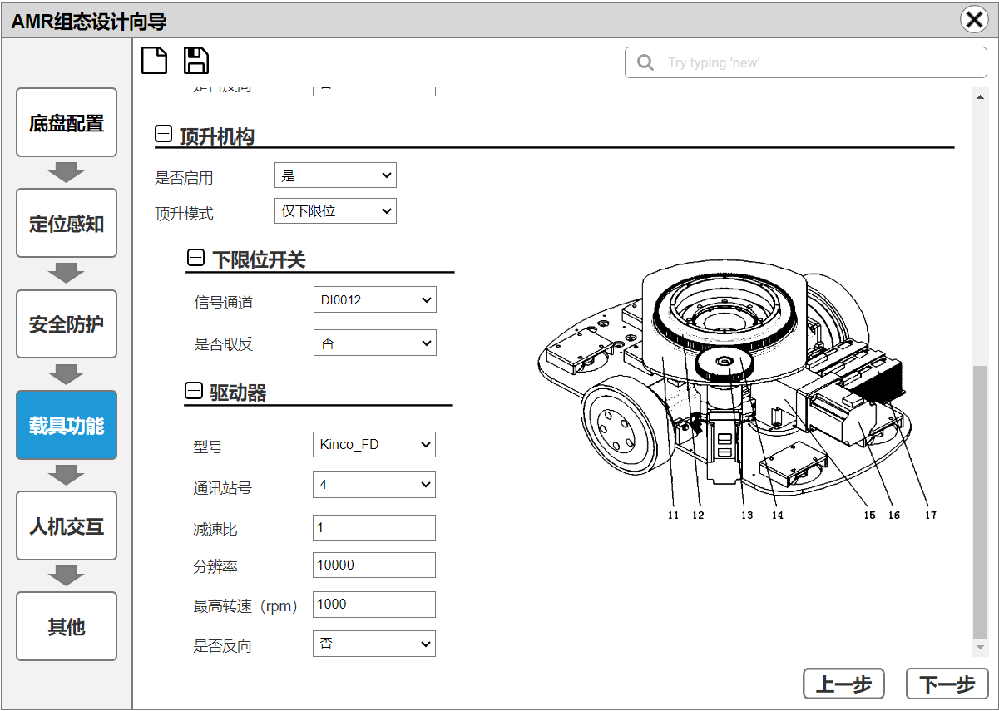 AMR组态设计向导
Try typing 'new'
底盘配置
定位感知
安全防护
载具功能
人机交互
其他
顶升机构
是否启用 是
顶升模式 仅下限位
下限位开关
信号通道 DI0012
是否取反 否
驱动器
型号 Kinco_FD
通讯站号 4
减速比 1
分辨率 10000
最高转速（rpm） 1000
是否反向 否
11 12 13 14 15 16 17
上一步 下一步